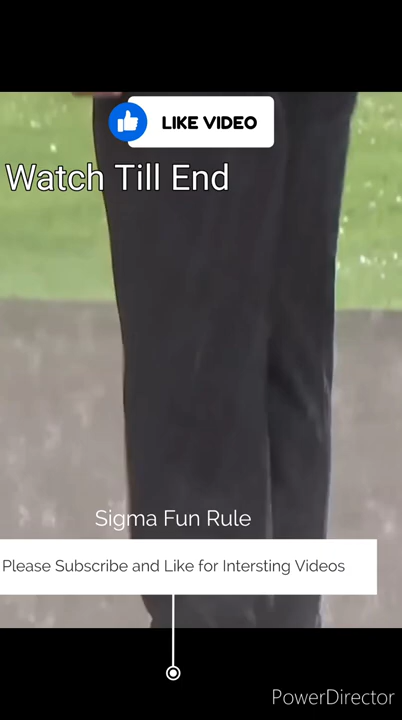 LIKE VIDEO
Watch Till End
Sigma Fun Rule
Please Subscribe and Like for Intersting Videos
PowerDirector